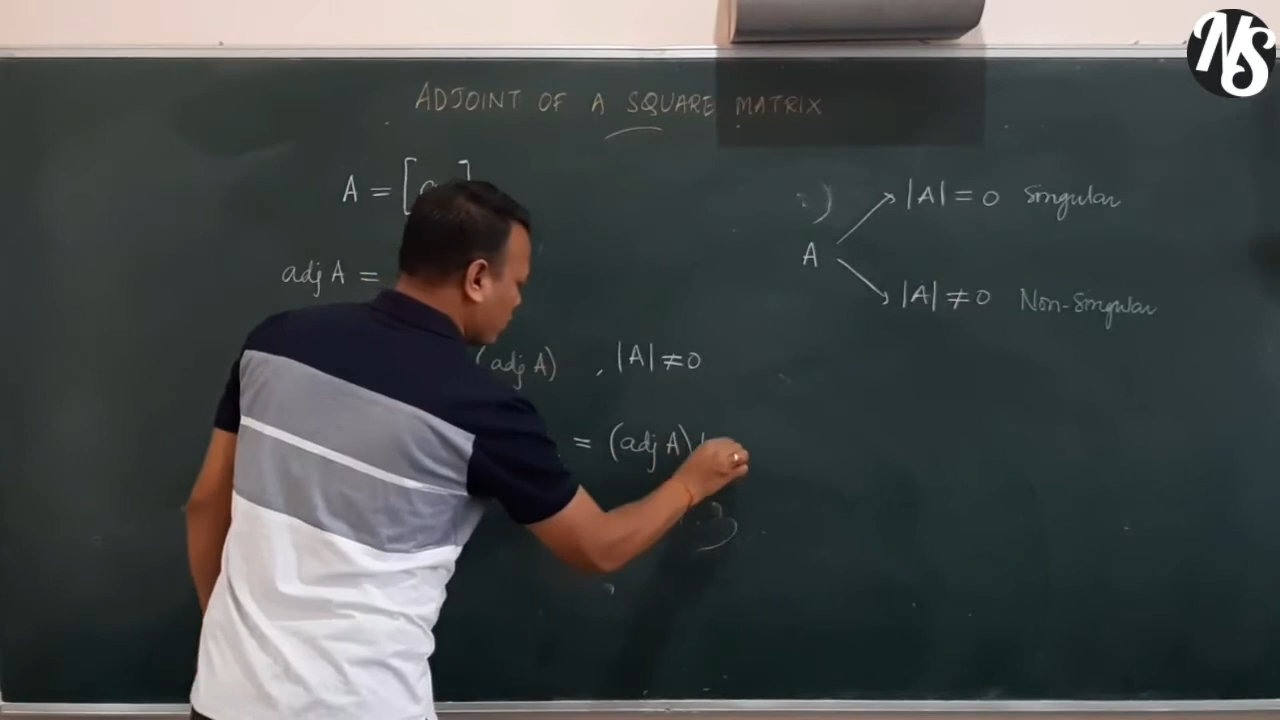 NS
ADJOINT OF A SQUARE MATRIX
A = [
adj A =
(adj A) , |A| ≠ 0
= (adj A)
A
|A| = 0 Singular
|A| ≠ 0 Non-Singular